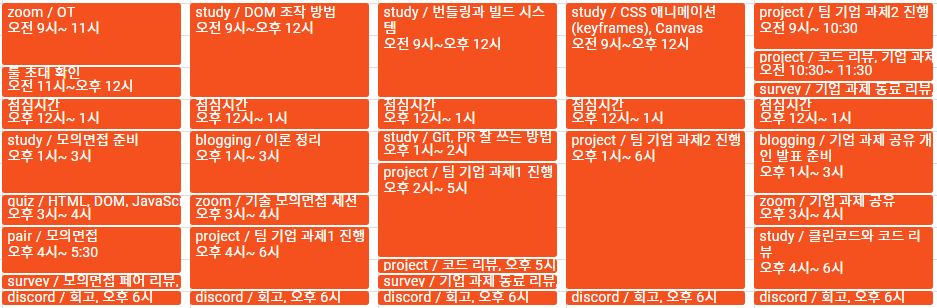 zoom / OT
오전 9시~ 11시
툴 초대 확인
오전 11시~오후 12시
점심시간
오후 12시~ 1시
study / 모의면접 준비
오후 1시~ 3시
quiz / HTML, DOM, JavaSc
오후 3시~ 4시
pair / 모의면접
오후 4시~ 5:30
survey / 모의면접 페어 리뷰,
discord / 회고, 오후 6시
study / DOM 조작 방법
오전 9시~오후 12시
점심시간
오후 12시~ 1시
blogging / 이론 정리
오후 1시~ 3시
zoom / 기술 모의면접 세션
오후 3시~ 4시
project / 팀 기업 과제1 진행
오후 4시~ 6시
discord / 회고, 오후 6시
study / 번들링과 빌드 시스
템
오전 9시~오후 12시
점심시간
오후 12시~ 1시
study / Git, PR 잘 쓰는 방법
오후 1시~ 2시
project / 팀 기업 과제1 진행
오후 2시~ 5시
project / 코드 리뷰, 오후 5시
survey / 기업 과제 동료 리뷰,
discord / 회고, 오후 6시
study / CSS 애니메이션
(keyframes), Canvas
오전 9시~오후 12시
점심시간
오후 12시~ 1시
project / 팀 기업 과제2 진행
오후 1시~ 6시
discord / 회고, 오후 6시
project / 팀 기업 과제2 진행
오전 9시~ 10:30
project / 코드 리뷰, 기업 과제
오전 10:30~ 11:30
survey / 기업 과제 동료 리뷰,
점심시간
오후 12시~ 1시
blogging / 기업 과제 공유 개
인 발표 준비
오후 1시~ 3시
zoom / 기업 과제 공유
오후 3시~ 4시
study / 클린코드와 코드 리
뷰
오후 4시~ 6시
discord / 회고, 오후 6시